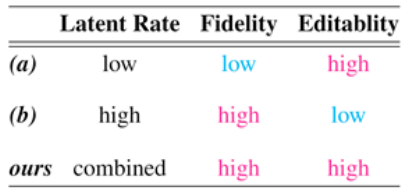 Latent Rate Fidelity Editablity
(a) low low high
(b) high high low
ours combined high high